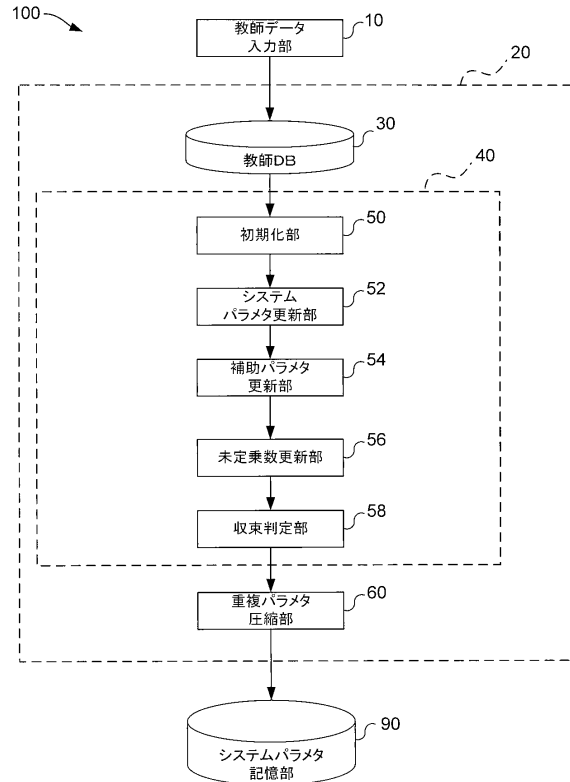 100
教師データ
入力部
10
20
教師DB
30
40
初期化部
50
システム
パラメタ更新部
52
補助パラメタ
更新部
54
未定乗数更新部
56
収束判定部
58
重複パラメタ
圧縮部
60
システムパラメタ
記憶部
90